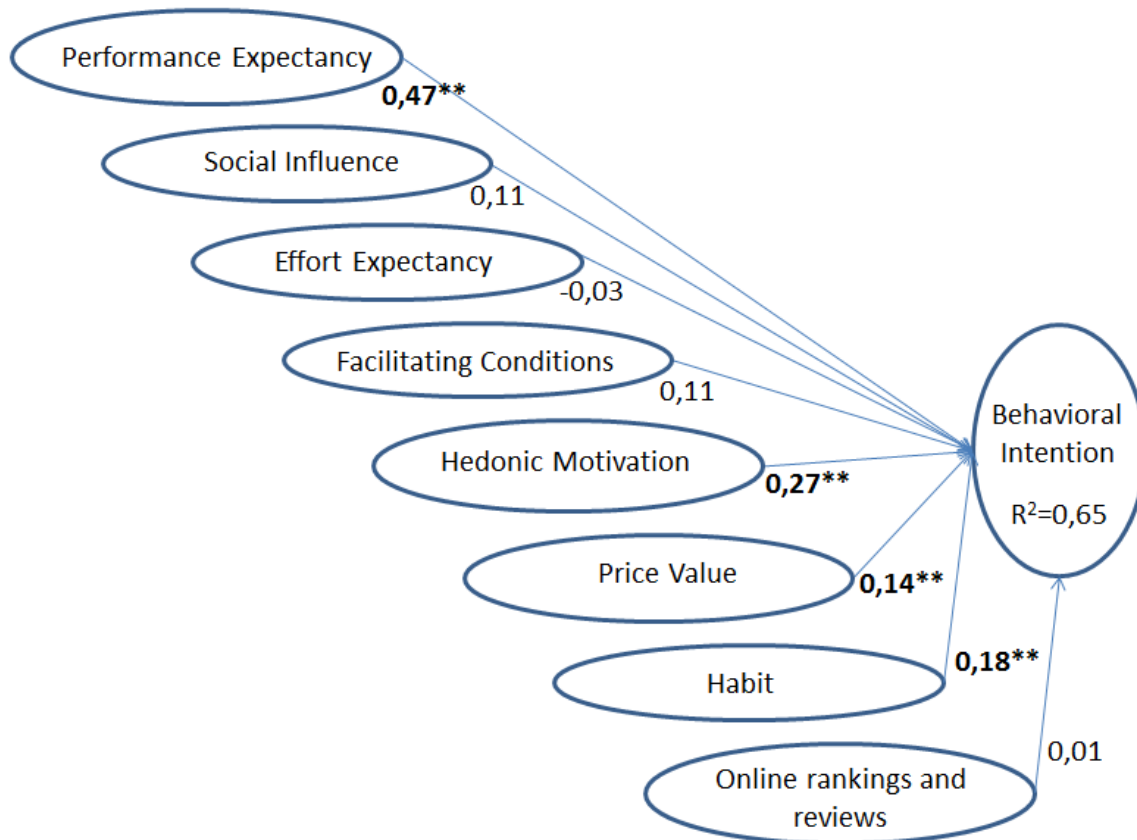 Performance Expectancy
0,47**
Social Influence
0,11
Effort Expectancy
-0,03
Facilitating Conditions
0,11
Hedonic Motivation
0,27**
Price Value
0,14**
Habit
0,18**
Online rankings and
reviews
0,01
Behavioral
Intention
R²=0,65